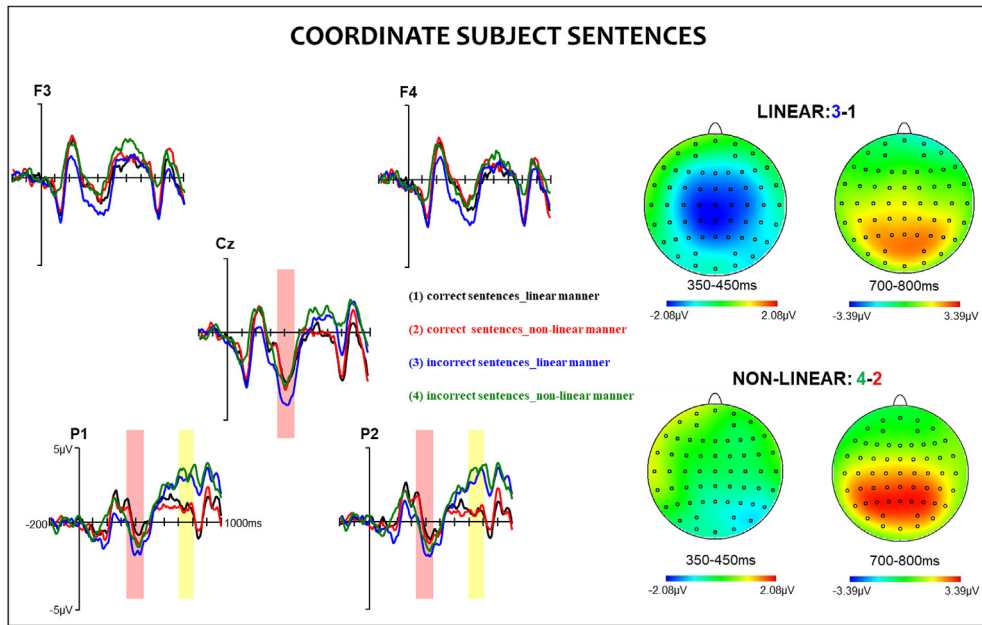 COORDINATE SUBJECT SENTENCES
F3
F4
LINEAR:3-1
350-450ms
700-800ms
-2.08µV
2.08µV
-3.39µV
3.39µV
Cz
(1) correct sentences_linear manner
(2) correct sentences_non-linear manner
(3) incorrect sentences_linear manner
(4) incorrect sentences_non-linear manner
NON-LINEAR: 4-2
350-450ms
700-800ms
-2.08µV
2.08µV
-3.39µV
3.39µV
P1
5µV
-200
1000ms
-5µV
P2